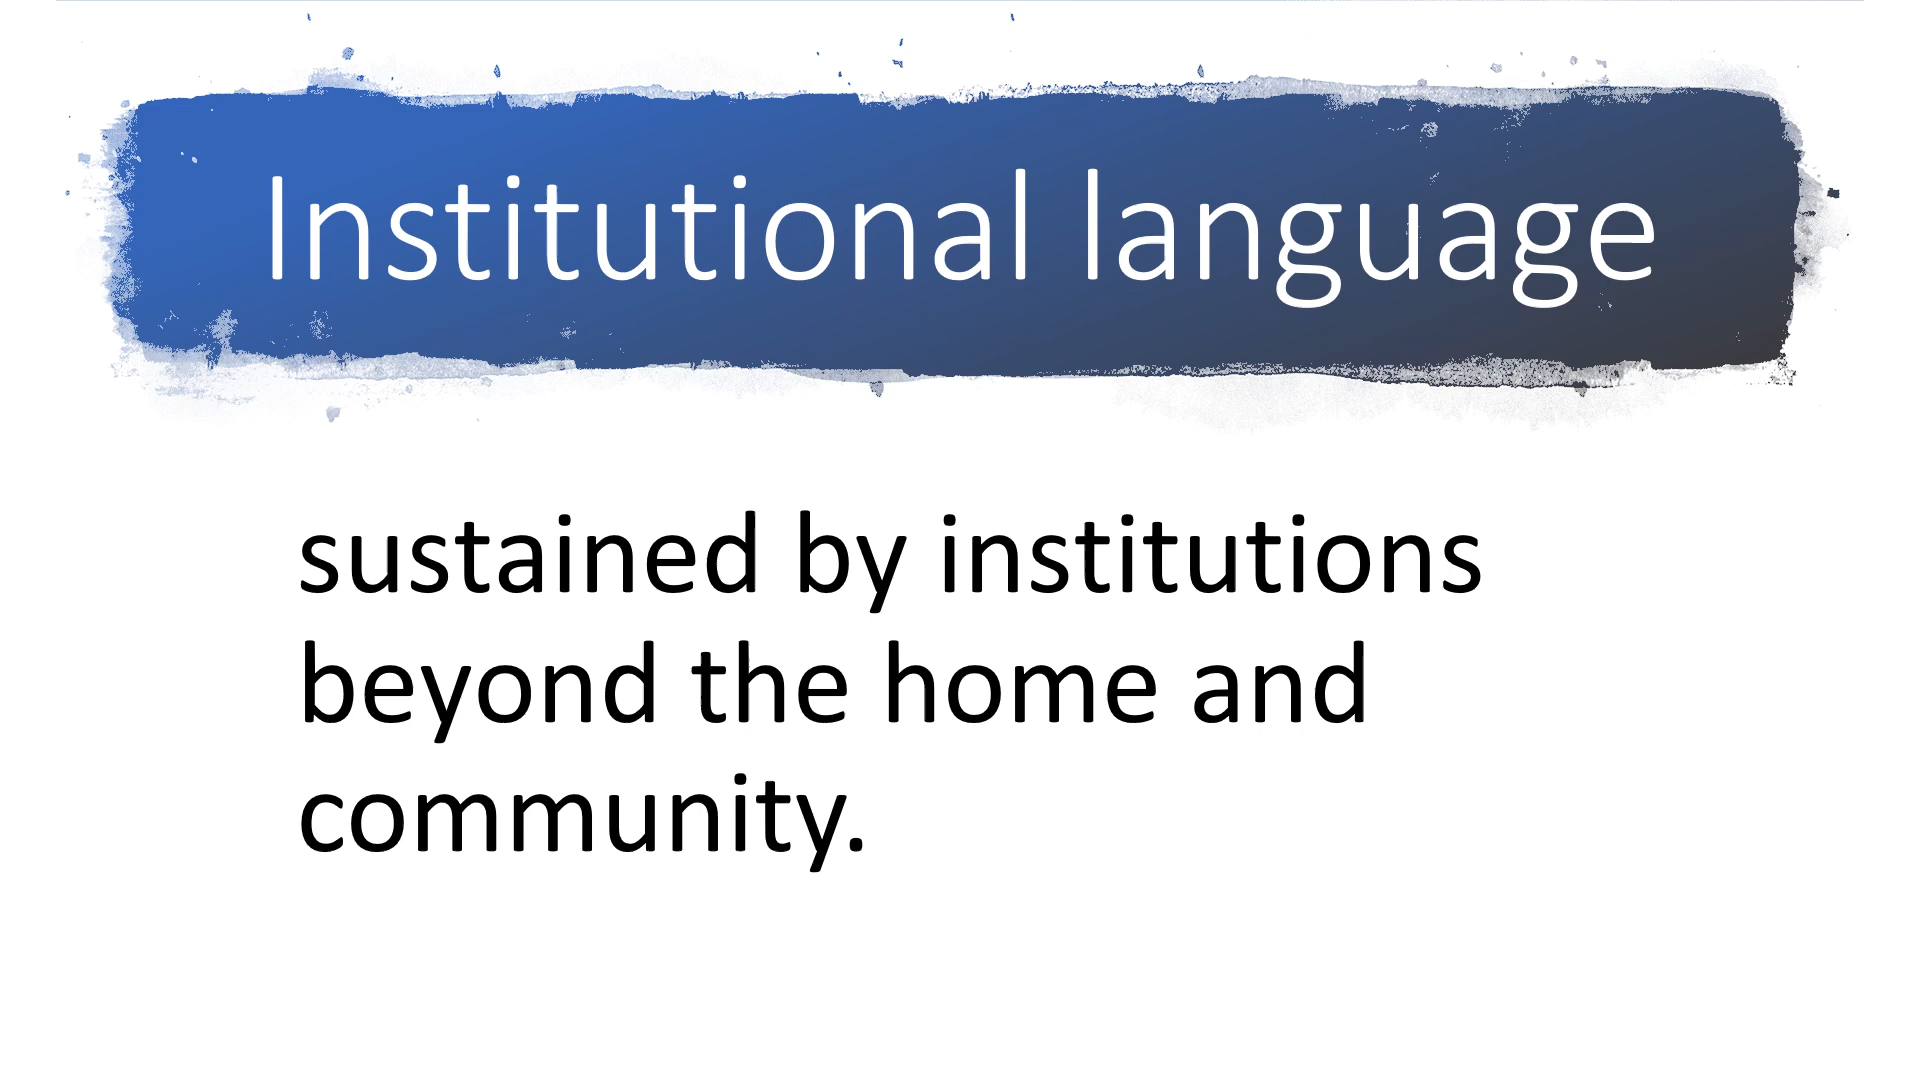 Institutional language
sustained by institutions
beyond the home and
community.